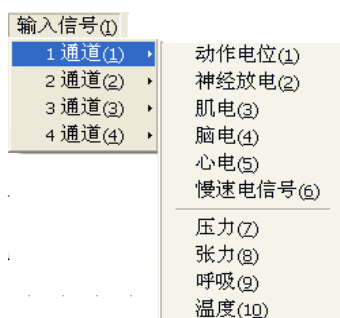 输入信号(I)
1通道(1)
2通道(2)
3通道(3)
4通道(4)
动作电位(1)
神经放电(2)
肌电(3)
脑电(4)
心电(5)
慢速电信号(6)
压力(7)
张力(8)
呼吸(9)
温度(10)